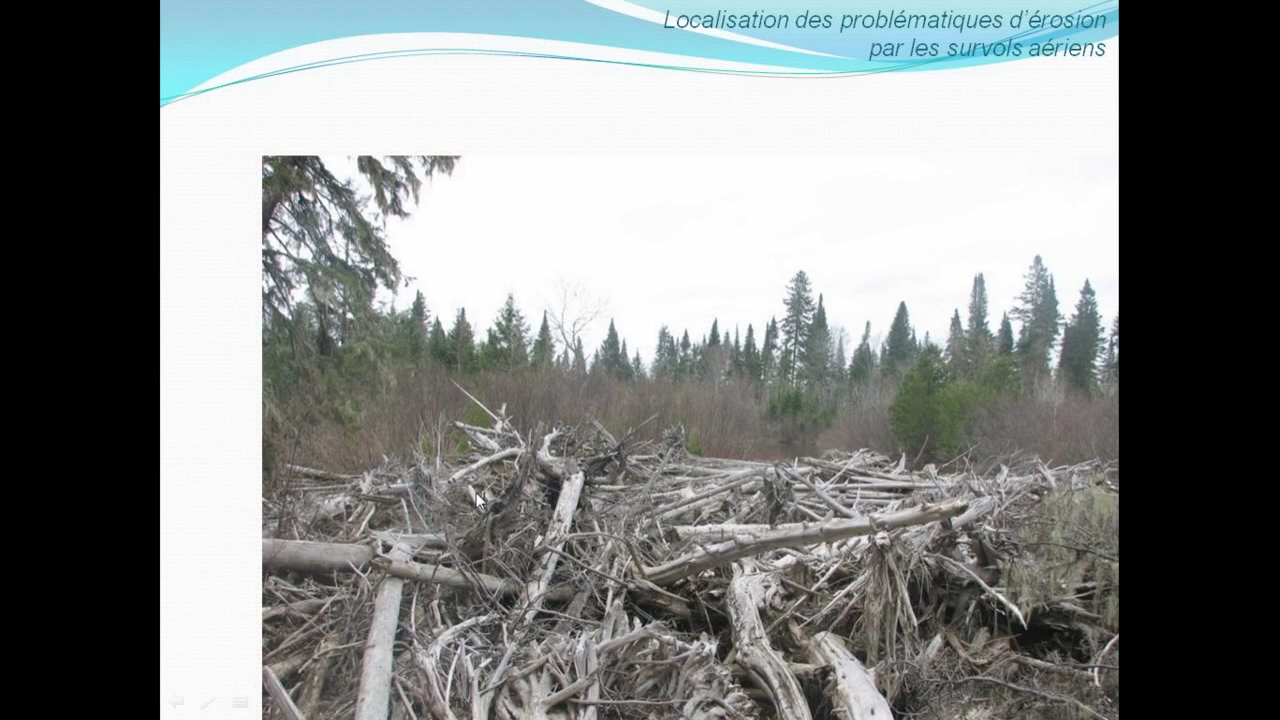 Localisation des problématiques d’érosion
par les survols aériens